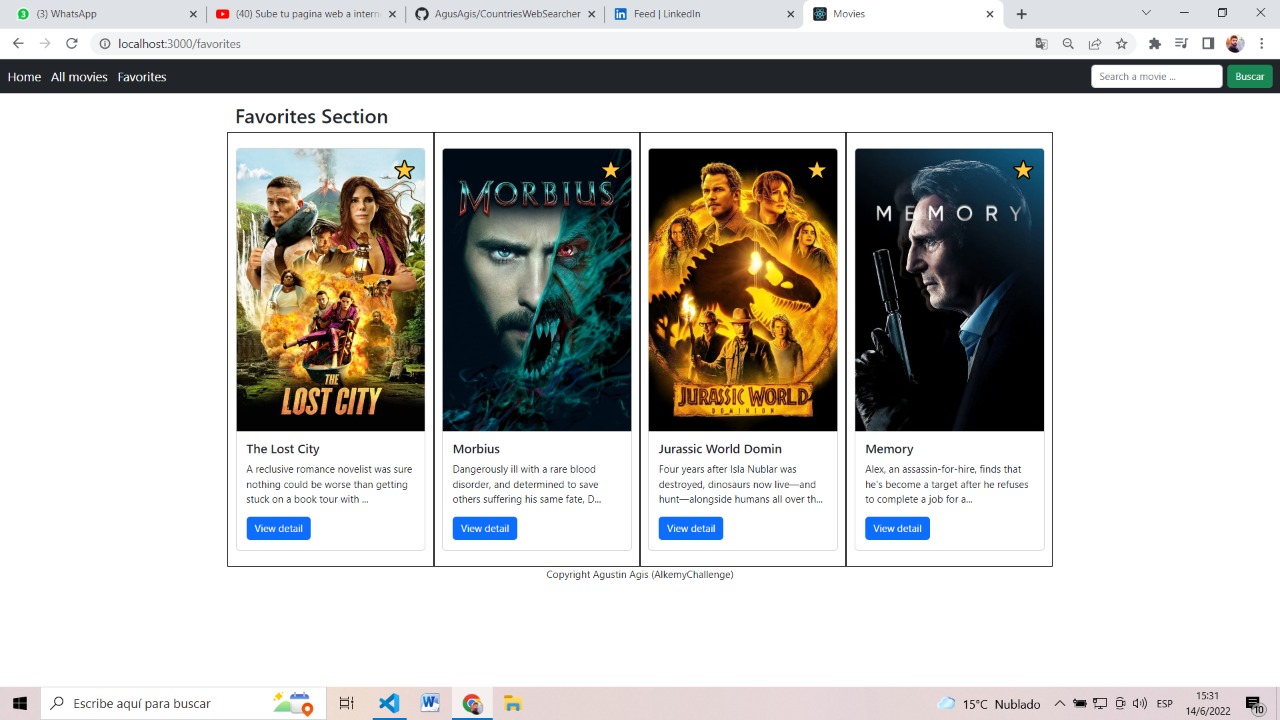 (3) WhatsApp
(40) Sube tu pagina web a intern
AgusAgis/CountriesWebSearcher
Feed | LinkedIn
Movies
localhost:3000/favorites
Home All movies Favorites
Search a movie ...
Buscar
Favorites Section
MORBIUS
MEMORY
THE
LOST CITY
JURASSIC WORLD
DOMINION
The Lost City
A reclusive romance novelist was sure
nothing could be worse than getting
stuck on a book tour with ...
View detail
Morbius
Dangerously ill with a rare blood
disorder, and determined to save
others suffering his same fate, D...
View detail
Jurassic World Domin
Four years after Isla Nublar was
destroyed, dinosaurs now live—and
hunt—alongside humans all over th...
View detail
Memory
Alex, an assassin-for-hire, finds that
he's become a target after he refuses
to complete a job for a...
View detail
Copyright Agustin Agis (AlkemyChallenge)
Escribe aquí para buscar
15°C Nublado
ESP
15:31
14/6/2022
10